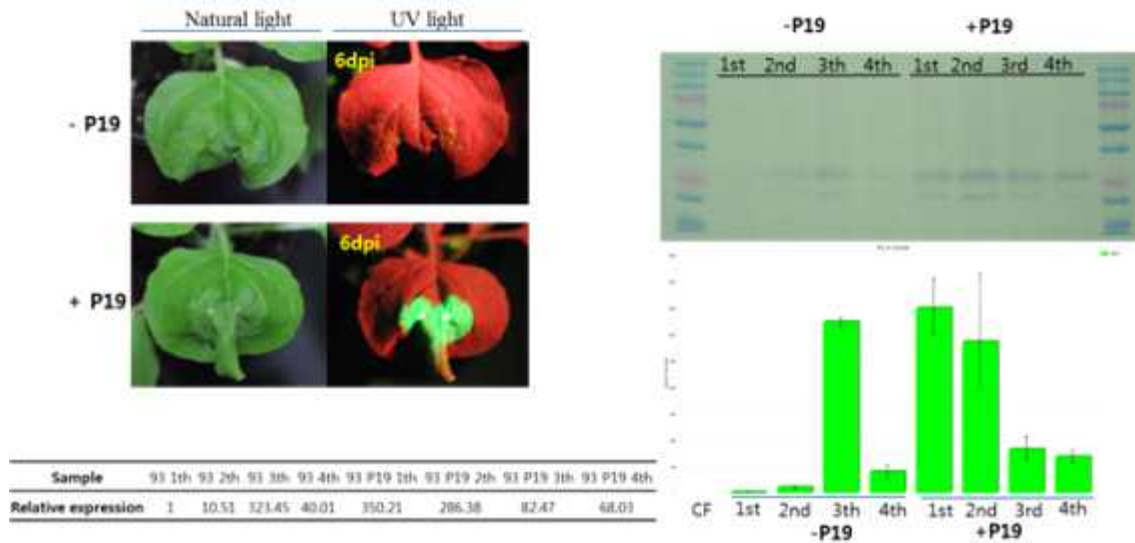 Natural light UV light
- P19
6dpi
+ P19
6dpi
Sample 93 1th 93 2th 93 3th 93 4th 93 P19 1th 93 P19 2th 93 P19 3th 93 P19 4th
Relative expression 1 10.51 323.45 40.01 350.21 286.38 82.47 68.03
-P19 +P19
1st 2nd 3th 4th 1st 2nd 3rd 4th
CF 1st 2nd 3th 4th 1st 2nd 3rd 4th
-P19 +P19